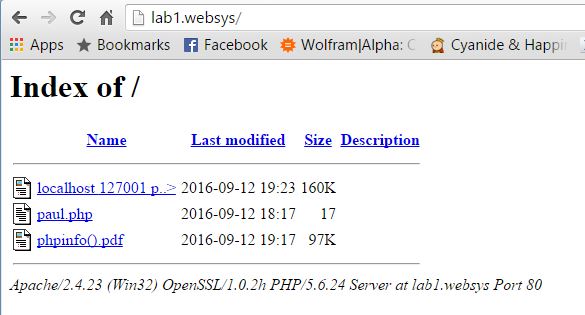 lab1.websys/
Apps Bookmarks Facebook Wolfram|Alpha: C Cyanide & Happin
Index of /
Name Last modified Size Description
localhost 127001 p..> 2016-09-12 19:23 160K
paul.php 2016-09-12 18:17 17
phpinfo().pdf 2016-09-12 19:17 97K
Apache/2.4.23 (Win32) OpenSSL/1.0.2h PHP/5.6.24 Server at lab1.websys Port 80